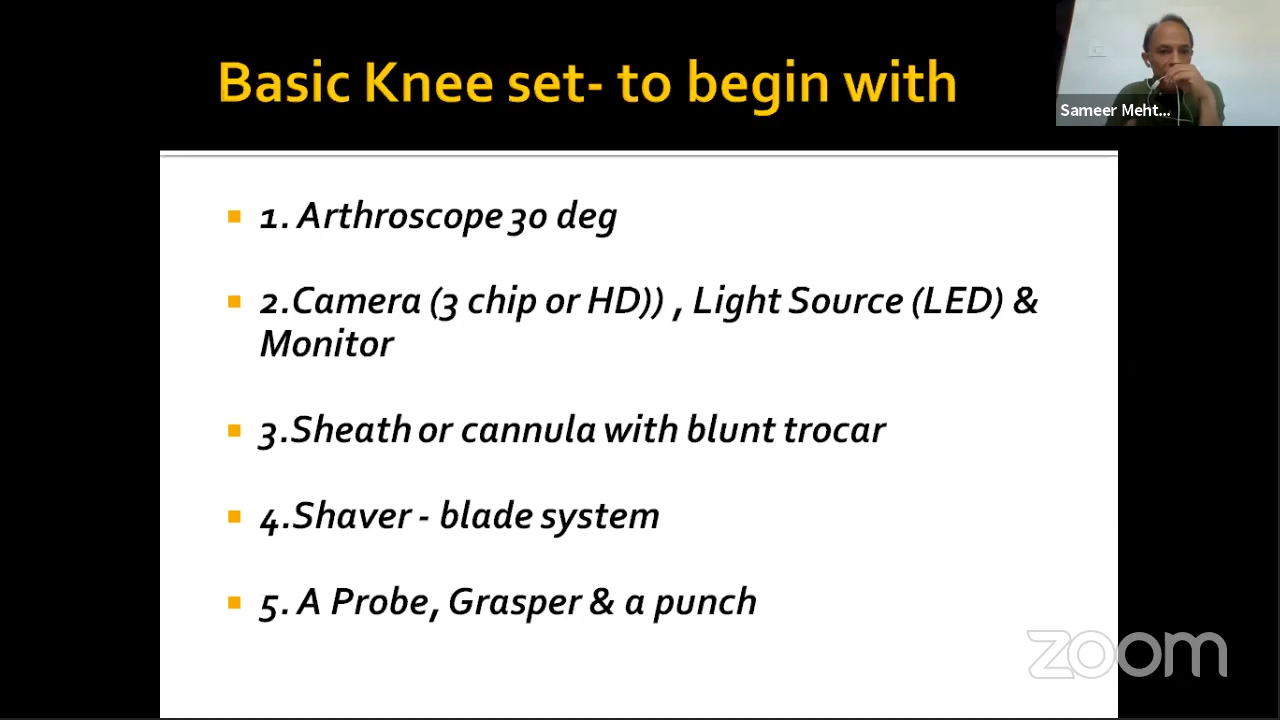 Basic Knee set- to begin with
Sameer Meht...
1. Arthroscope 30 deg
2.Camera (3 chip or HD)) , Light Source (LED) &
Monitor
3.Sheath or cannula with blunt trocar
4.Shaver - blade system
5. A Probe, Grasper & a punch
zoom